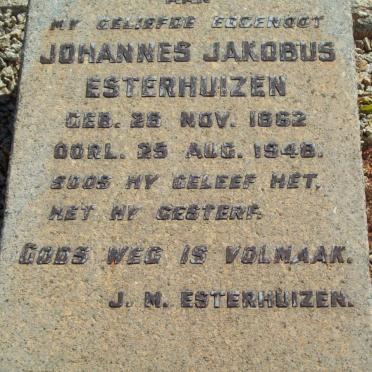 AAN
MY GELIEFDE EGGENOOT
JOHANNES JAKOBUS
ESTERHUIZEN
GEB. 28 NOV. 1862
OORL. 25 AUG. 1948.
SOOS HY GELEEF HET,
HET HY GESTERF.
GODS WEG IS VOLMAAK.
J. M. ESTERHUIZEN.